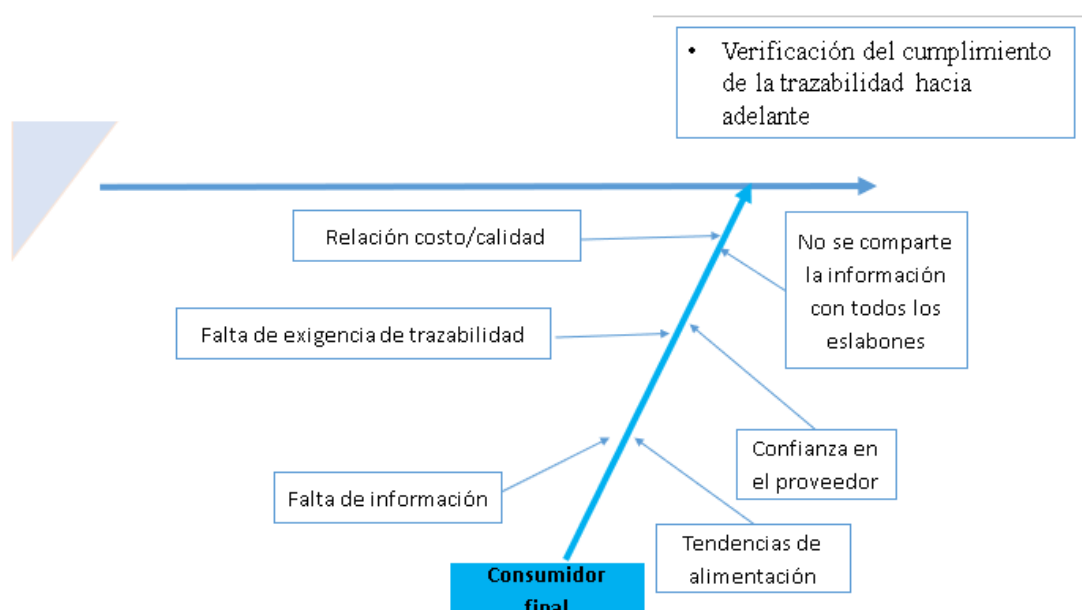 • Verificación del cumplimiento
de la trazabilidad hacia
adelante
Relación costo/calidad
No se comparte
la información
con todos los
eslabones
Falta de exigencia de trazabilidad
Confianza en
el proveedor
Falta de información
Tendencias de
alimentación
Consumidor
final